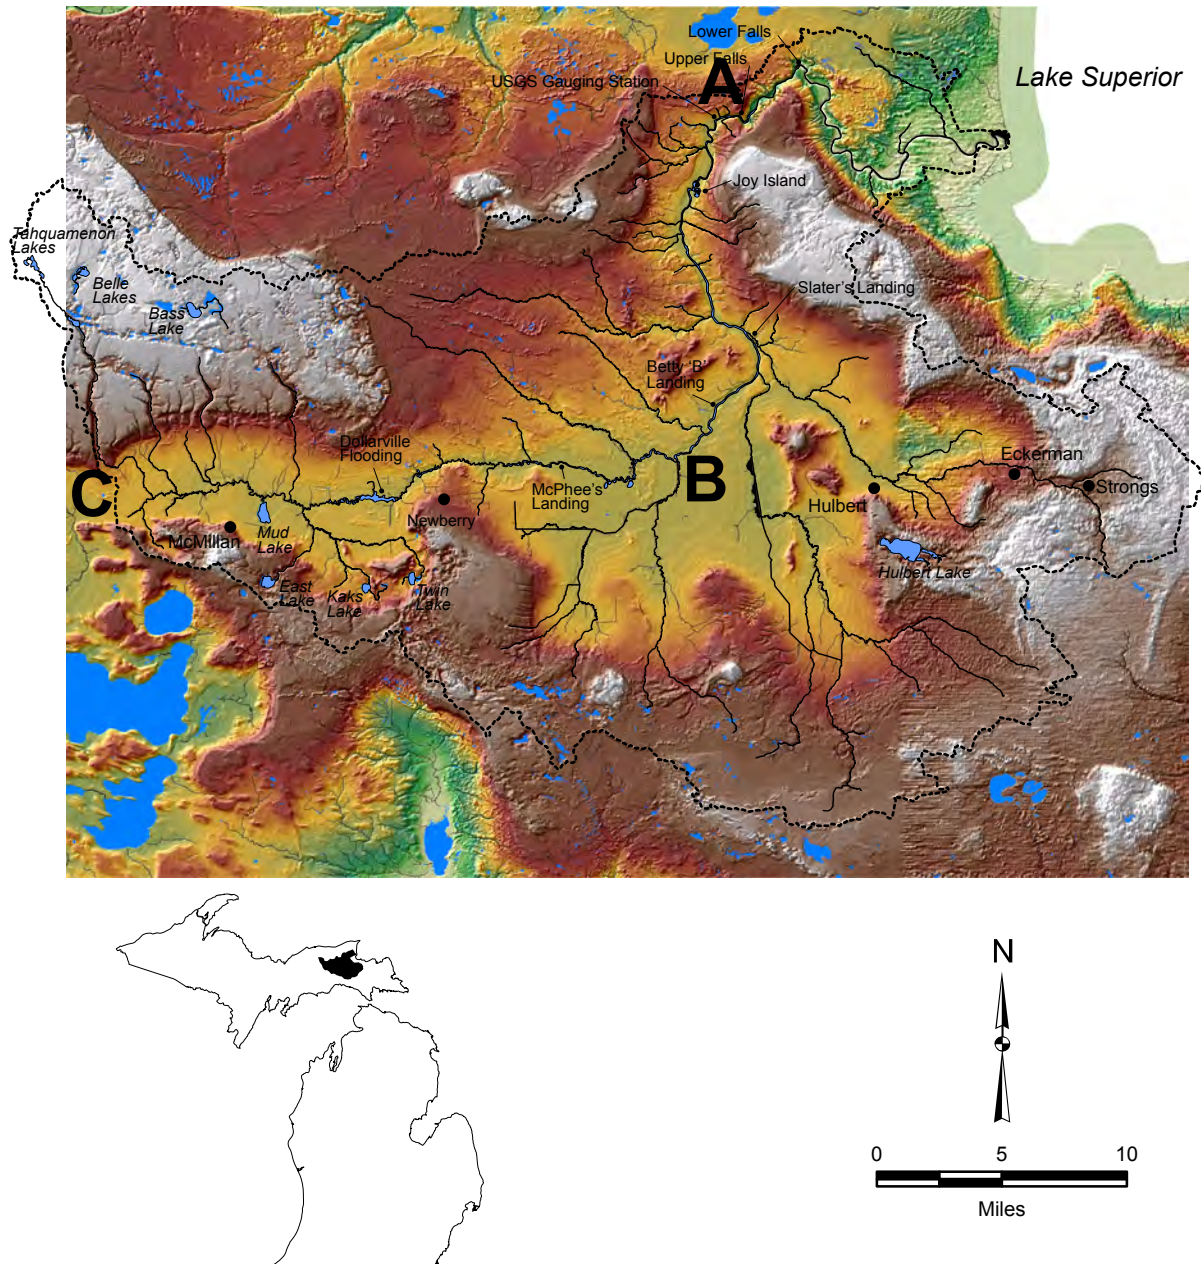 Lower Falls
Upper Falls
USGS Gauging Station
A
Lake Superior
Joy Island
Tahquamenon
Lakes
Belle
Lakes
Bass
Lake
Slater's Landing
Betty 'B'
Landing
Dollarville
Flooding
C
B
McPhee's
Landing
Newberry
Mud
Lake
McMillan
East
Lake
Kaks
Lake
Twin
Lake
Eckerman
Strongs
Hulbert
Hulbert Lake
N
0 5 10
Miles